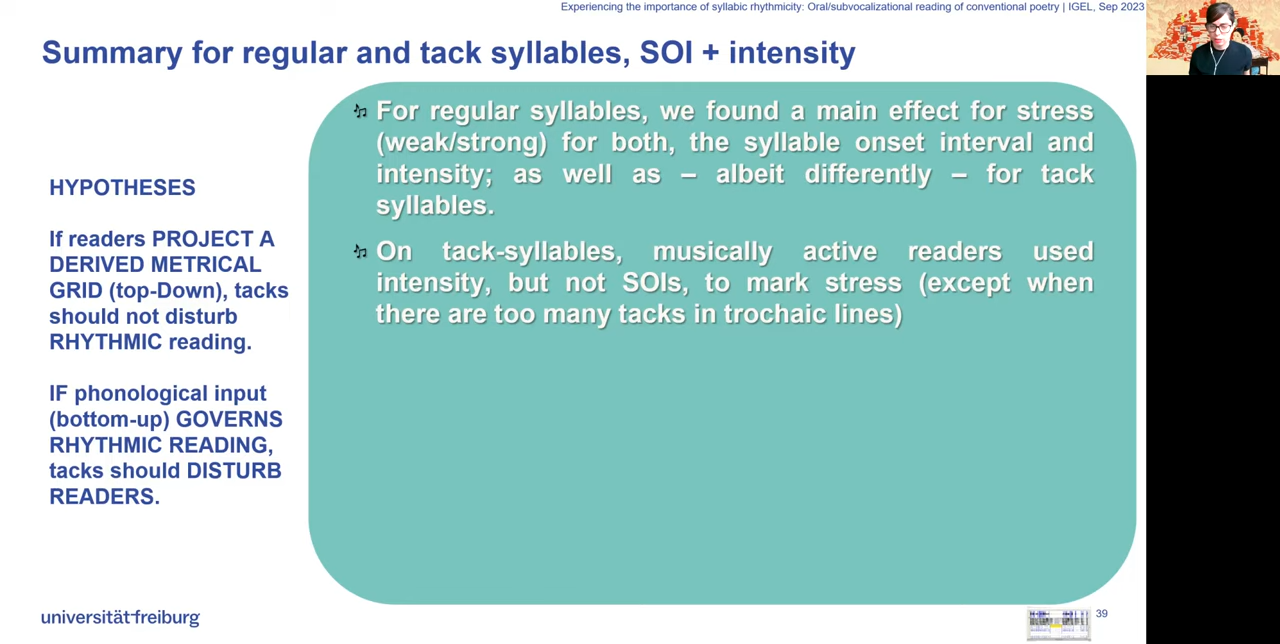 Experiencing the importance of syllabic rhythmicity: Oral/subvocalizational reading of conventional poetry | IGEL, Sep 2023
Summary for regular and tack syllables, SOI + intensity
HYPOTHESES
If readers PROJECT A
DERIVED METRICAL
GRID (top-Down), tacks
should not disturb
RHYTHMIC reading.
IF phonological input
(bottom-up) GOVERNS
RHYTHMIC READING,
tacks should DISTURB
READERS.
For regular syllables, we found a main effect for stress
(weak/strong) for both, the syllable onset interval and
intensity; as well as – albeit differently – for tack
syllables.
On tack-syllables, musically active readers used
intensity, but not SOIs, to mark stress (except when
there are too many tacks in trochaic lines)
universität freiburg
39